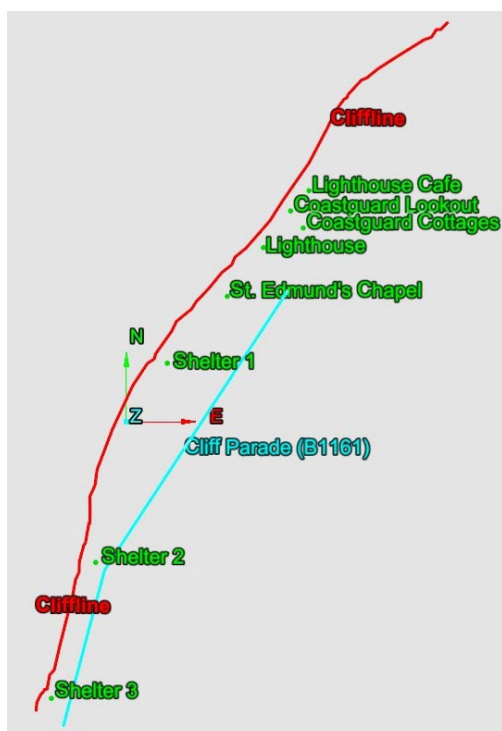 Cliffline
Lighthouse Cafe
Coastguard Lookout
Coastguard Cottages
Lighthouse
St. Edmund's Chapel
N
Shelter 1
Z
E
Cliff Parade (B1161)
Shelter 2
Cliffline
Shelter 3